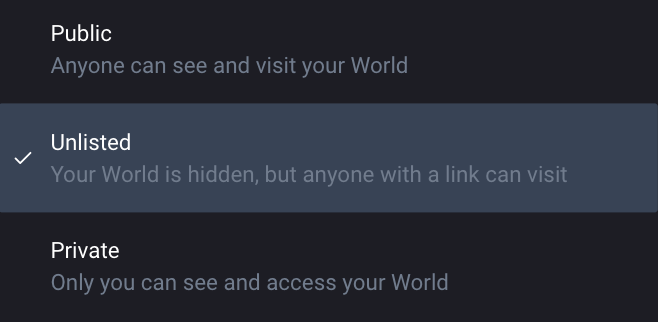 Public
Anyone can see and visit your World
Unlisted
Your World is hidden, but anyone with a link can visit
Private
Only you can see and access your World